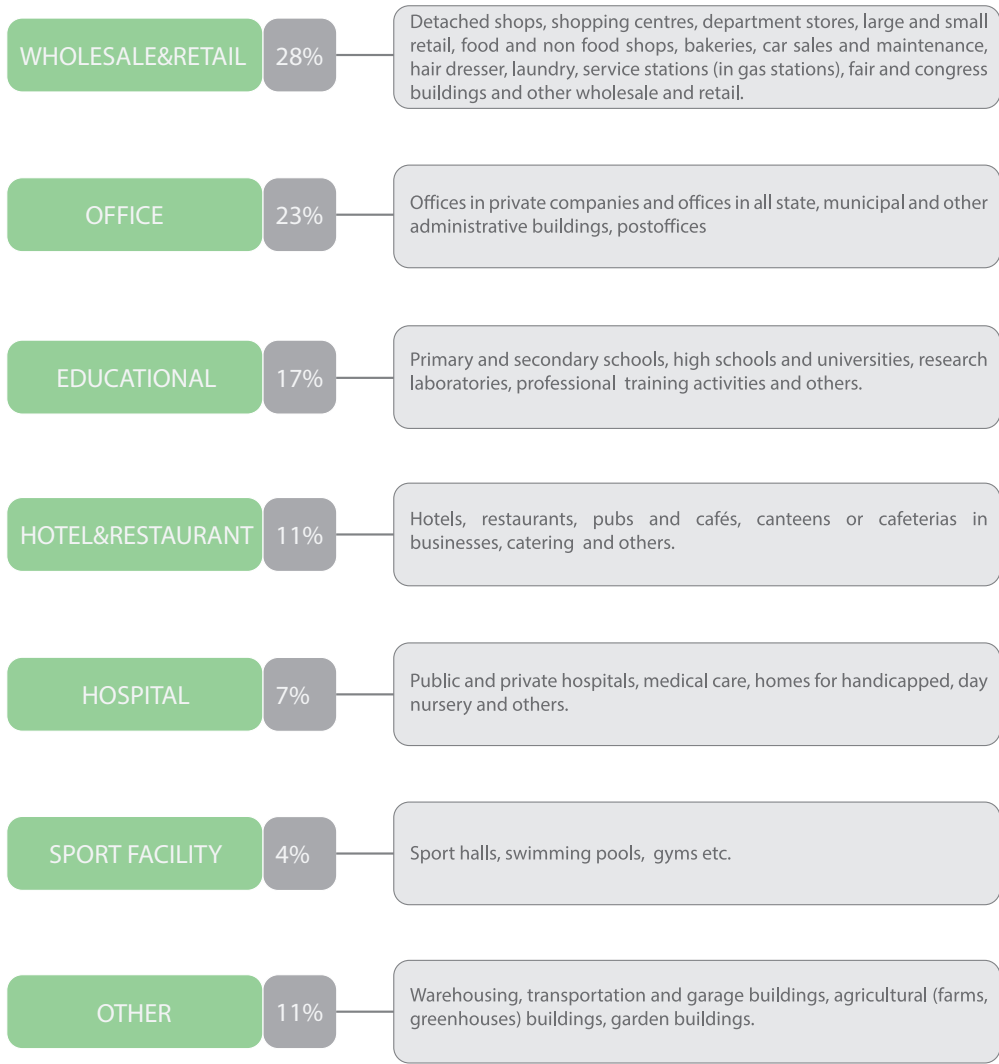 WHOLESALE&RETAIL 28%
Detached shops, shopping centres, department stores, large and small
retail, food and non food shops, bakeries, car sales and maintenance,
hair dresser, laundry, service stations (in gas stations), fair and congress
buildings and other wholesale and retail.
OFFICE 23%
Offices in private companies and offices in all state, municipal and other
administrative buildings, postoffices
EDUCATIONAL 17%
Primary and secondary schools, high schools and universities, research
laboratories, professional training activities and others.
HOTEL&RESTAURANT 11%
Hotels, restaurants, pubs and cafés, canteens or cafeterias in
businesses, catering and others.
HOSPITAL 7%
Public and private hospitals, medical care, homes for handicapped, day
nursery and others.
SPORT FACILITY 4%
Sport halls, swimming pools, gyms etc.
OTHER 11%
Warehousing, transportation and garage buildings, agricultural (farms,
greenhouses) buildings, garden buildings.